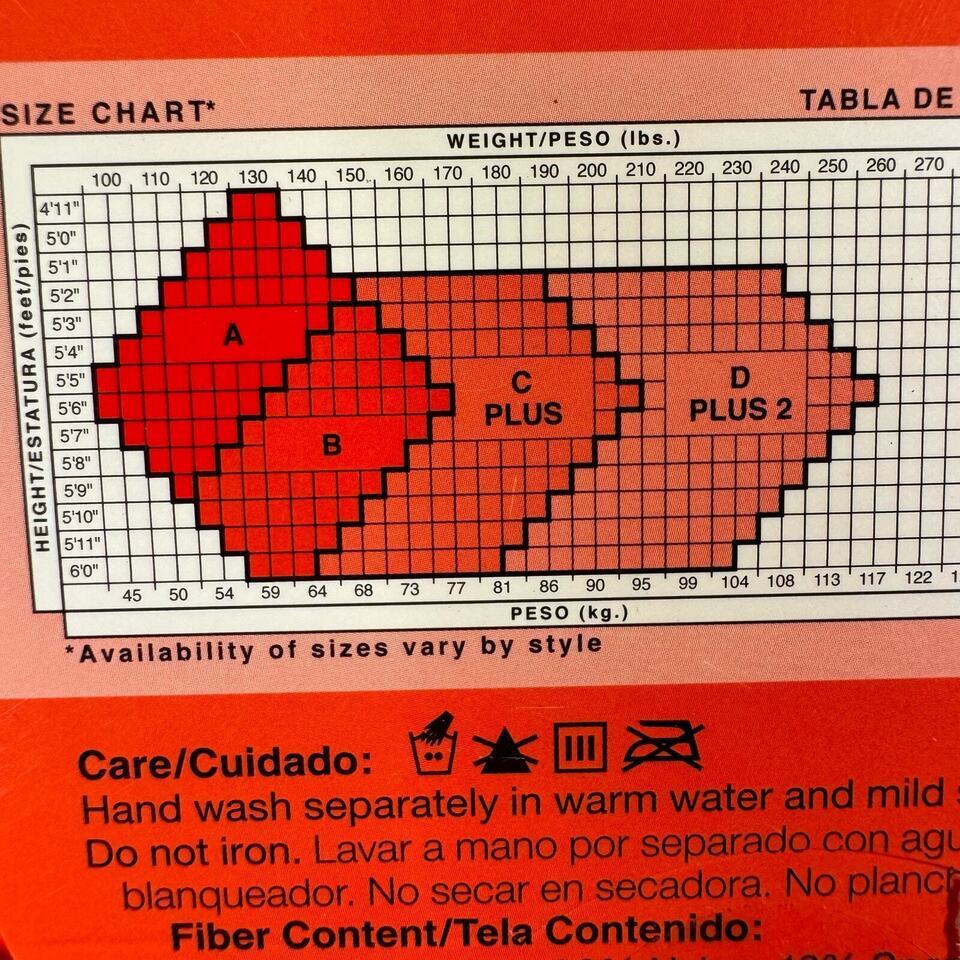 SIZE CHART*
TABLA DE
WEIGHT/PESO (lbs.)
100 110 120 130 140 150 160 170 180 190 200 210 220 230 240 250 260 270
HEIGHT/ESTATURA (feet/pies)
4'11"
5'0"
5'1"
5'2"
5'3"
5'4"
5'5"
5'6"
5'7"
5'8"
5'9"
5'10"
5'11"
6'0"
A
B
C
PLUS
D
PLUS 2
45 50 54 59 64 68 73 77 81 86 90 95 99 104 108 113 117 122
PESO (kg.)
*Availability of sizes vary by style
Care/Cuidado:
Hand wash separately in warm water and mild
Do not iron. Lavar a mano por separado con
blanqueador. No secar en secadora. No
Fiber Content/Tela Contenido: